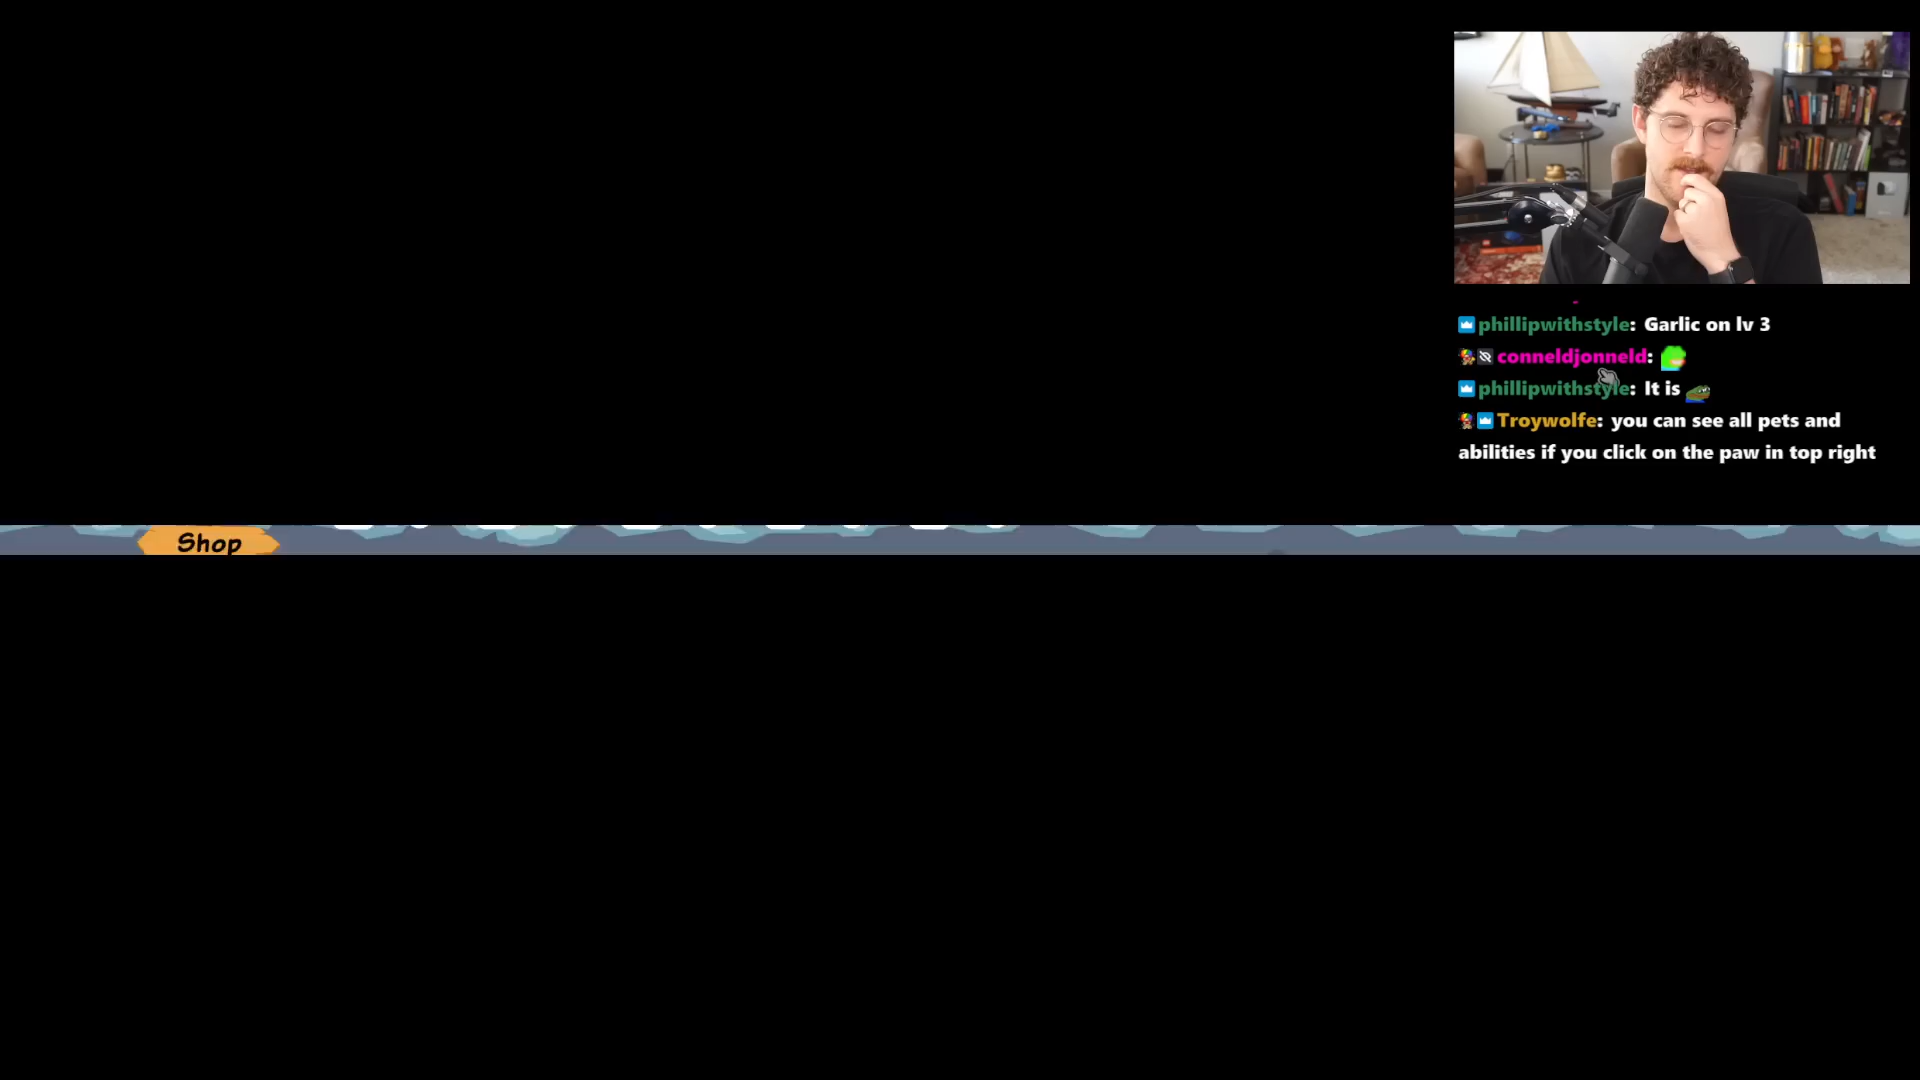 phillipwithstyle: Garlic on lv 3
conneldjonneld:
phillipwithstyle: It is
Troywolfe: you can see all pets and
abilities if you click on the paw in top right
Shop